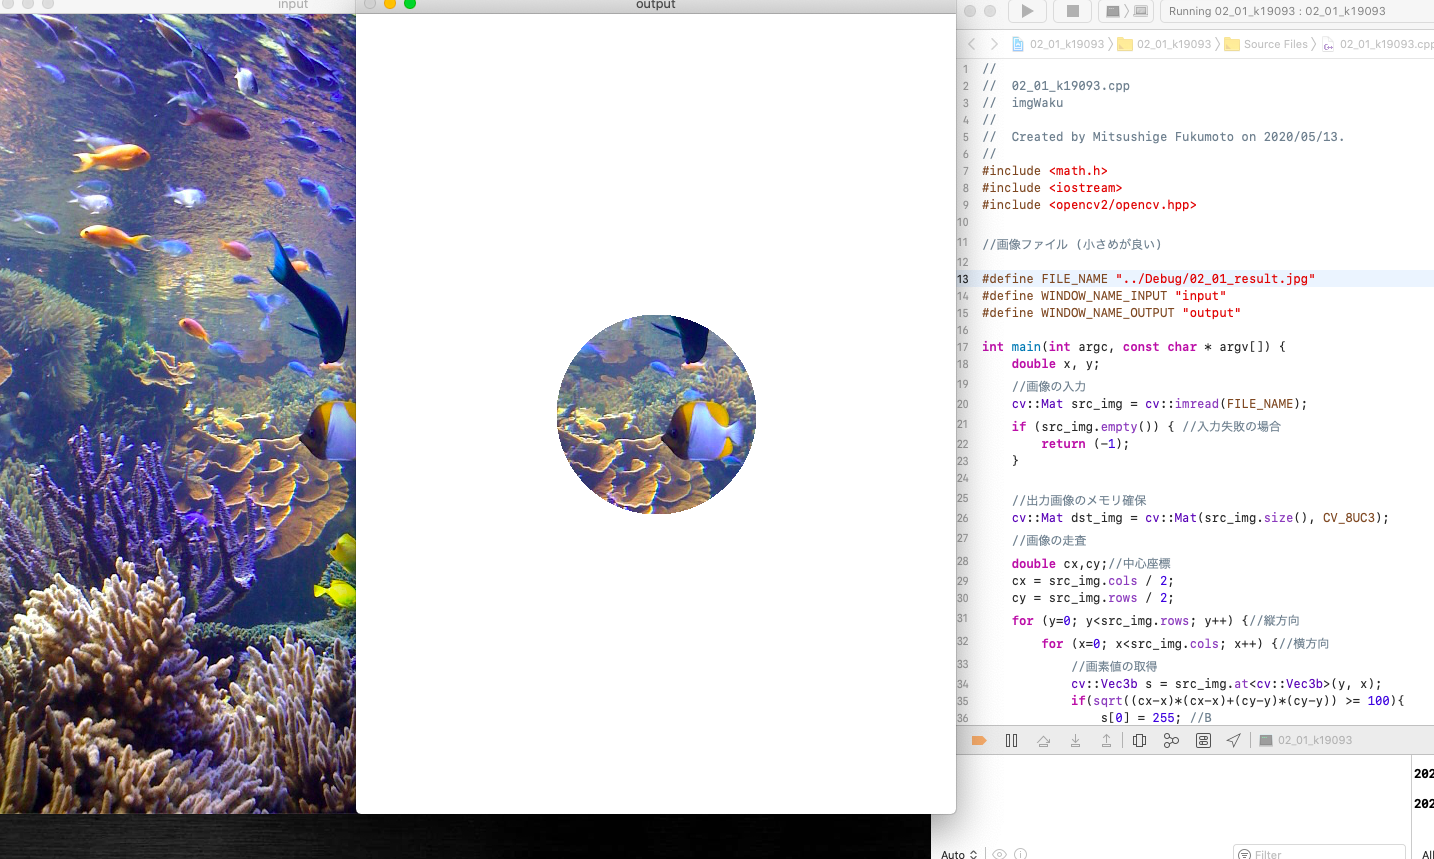 input
output
Running 02_01_k19093 : 02_01_k19093
02_01_k19093 02_01_k19093 Source Files 02_01_k19093.cpp
1 //
2 //  02_01_k19093.cpp
3 //  imgWaku
4 //
5 //  Created by Mitsushige Fukumoto on 2020/05/13.
6 //
7 #include <math.h>
8 #include <iostream>
9 #include <opencv2/opencv.hpp>
10
11 //画像ファイル (小さめが良い)
12
13 #define FILE_NAME "../Debug/02_01_result.jpg"
14 #define WINDOW_NAME_INPUT "input"
15 #define WINDOW_NAME_OUTPUT "output"
16
17 int main(int argc, const char * argv[]) {
18     double x, y;
19     //画像の入力
20     cv::Mat src_img = cv::imread(FILE_NAME);
21     if (src_img.empty()) { //入力失敗の場合
22         return (-1);
23     }
24
25     //出力画像のメモリ確保
26     cv::Mat dst_img = cv::Mat(src_img.size(), CV_8UC3);
27     //画像の走査
28     double cx,cy;//中心座標
29     cx = src_img.cols / 2;
30     cy = src_img.rows / 2;
31     for (y=0; y<src_img.rows; y++) {//縦方向
32         for (x=0; x<src_img.cols; x++) {//横方向
33             //画素値の取得
34             cv::Vec3b s = src_img.at<cv::Vec3b>(y, x);
35             if(sqrt((cx-x)*(cx-x)+(cy-y)*(cy-y)) >= 100){
36                 s[0] = 255; //B
02_01_k19093
202
202
Auto Filter All